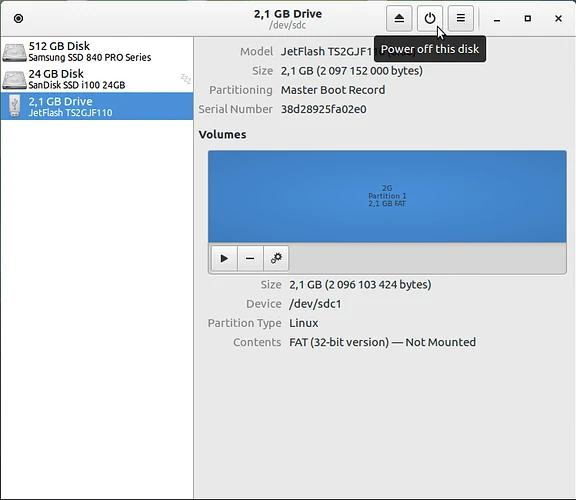 2,1 GB Drive
/dev/sdc
Power off this disk
512 GB Disk
Samsung SSD 840 PRO Series
24 GB Disk
SanDisk SSD i100 24GB
2,1 GB Drive
JetFlash TS2GJF110
Model JetFlash TS2GJF11
Size 2,1 GB (2 097 152 000 bytes)
Partitioning Master Boot Record
Serial Number 38d28925fa02e0
Volumes
2G
Partition 1
2,1 GB FAT
Size 2,1 GB (2 096 103 424 bytes)
Device /dev/sdc1
Partition Type Linux
Contents FAT (32-bit version) — Not Mounted